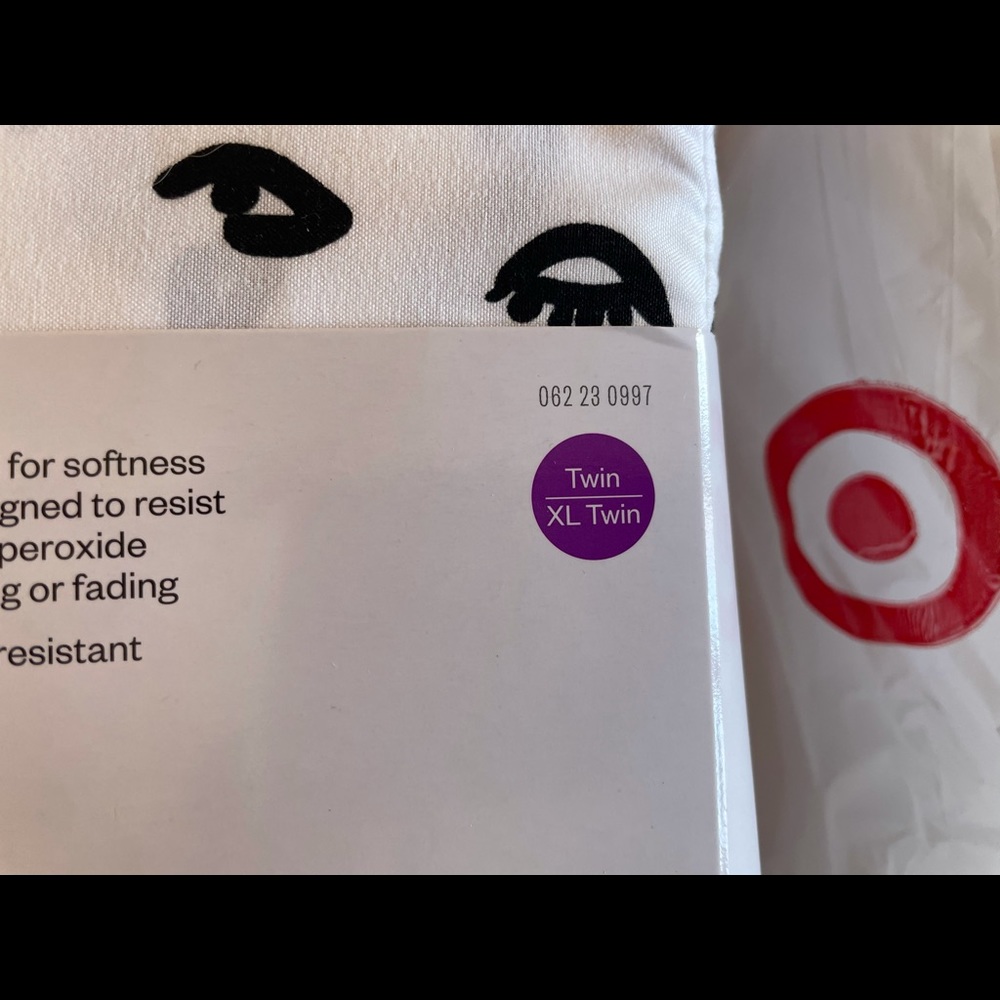 062 23 0997
Twin
XL Twin
for softness
gned to resist
peroxide
g or fading
resistant